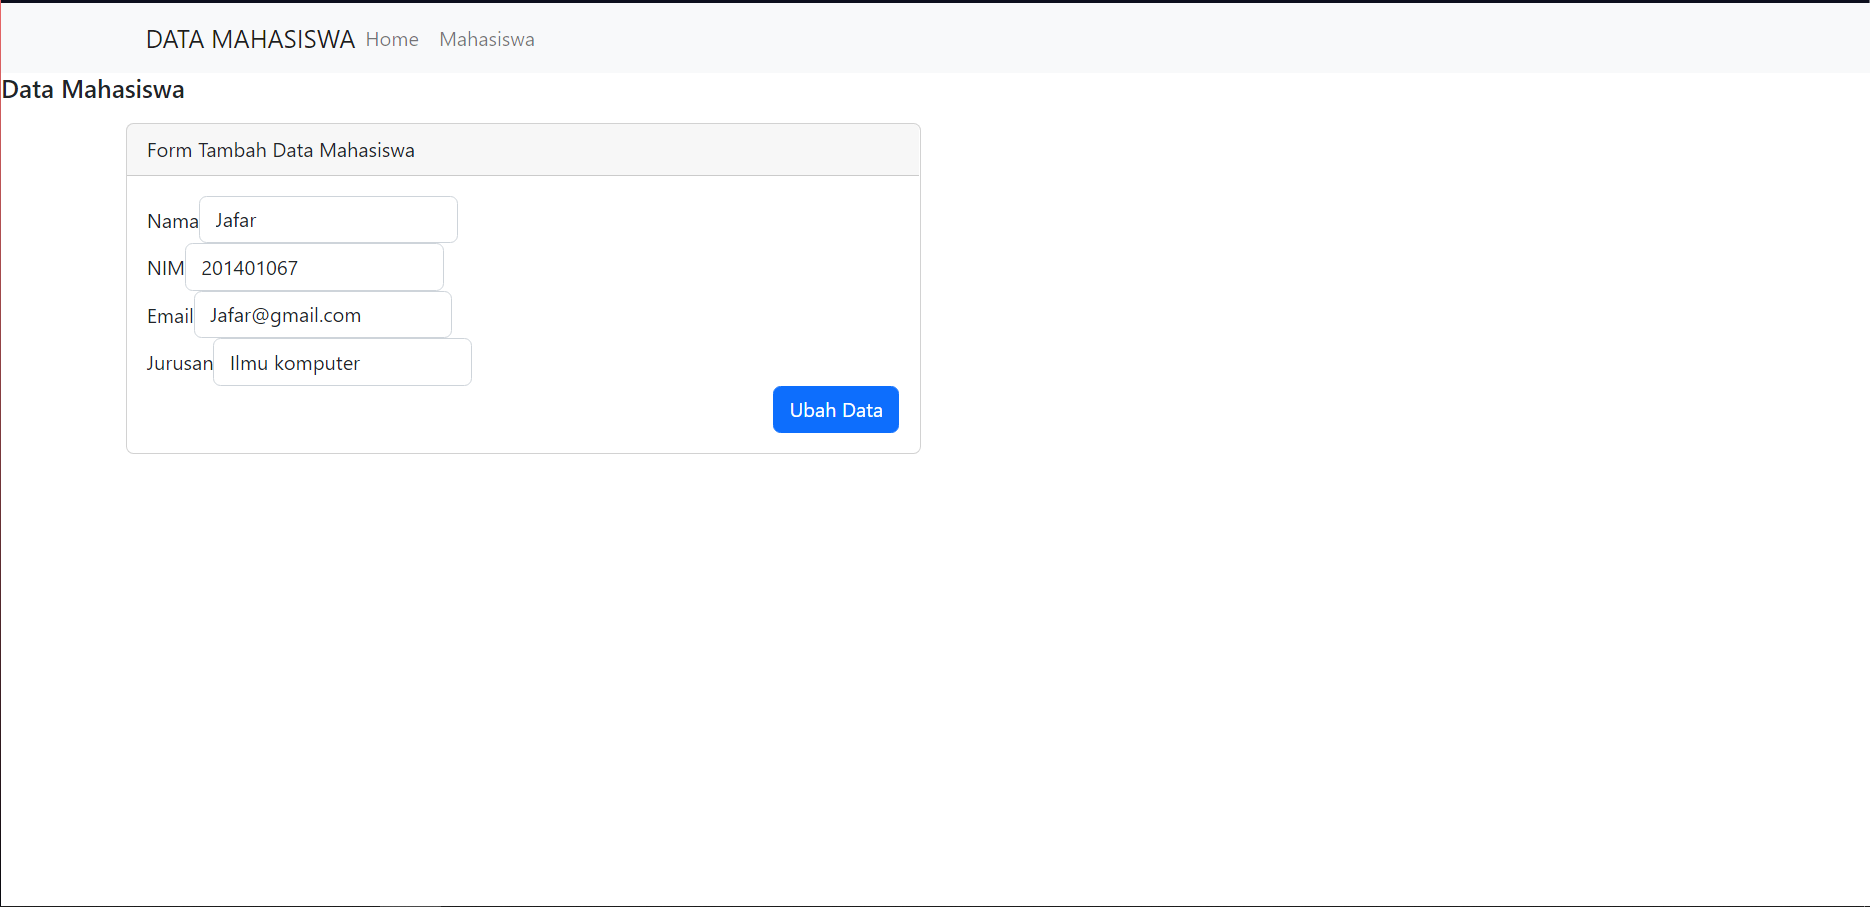 DATA MAHASISWA Home Mahasiswa
Data Mahasiswa
Form Tambah Data Mahasiswa
Nama Jafar
NIM 201401067
Email Jafar@gmail.com
Jurusan Ilmu komputer
Ubah Data